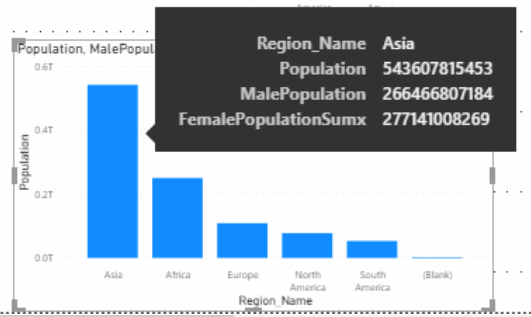 Population, MalePopula
Region_Name Asia
Population 543607815453
MalePopulation 266466807184
FemalePopulationSumx 277141008269
0.6T
0.4T
0.2T
0.0T
Population
Asia
Africa
Europe
North
America
South
America
(Blank)
Region_Name